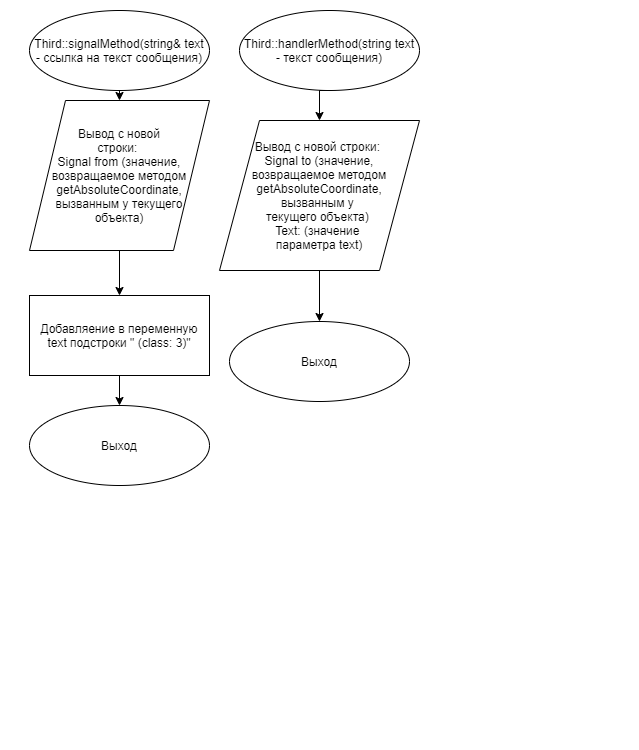 Third::signalMethod(string& text
- ссылка на текст сообщения)
Вывод с новой
строки:
Signal from (значение,
возвращаемое методом
getAbsoluteCoordinate,
вызванным у текущего
объекта)
Добавляение в переменную
text подстроки " (class: 3)"
Выход
Third::handlerMethod(string text
- текст сообщения)
Вывод с новой строки:
Signal to (значение,
возвращаемое методом
getAbsoluteCoordinate,
вызванным у
текущего объекта)
Text: (значение
параметра text)
Выход